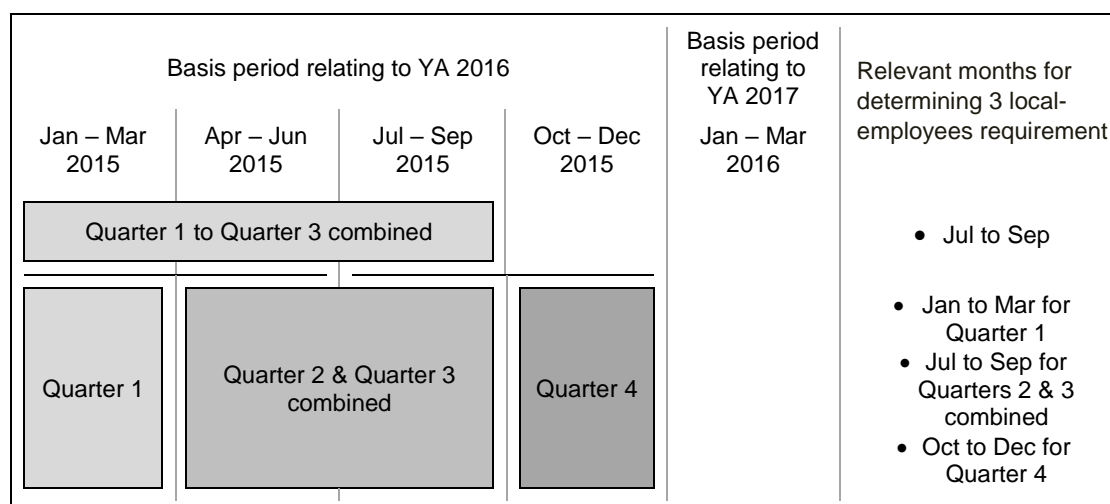 Basis period relating to YA 2016
Basis period
relating to
YA 2017
Relevant months for
determining 3 local-
employees requirement
Jan – Mar
2015
Apr – Jun
2015
Jul – Sep
2015
Oct – Dec
2015
Jan – Mar
2016
Quarter 1 to Quarter 3 combined
• Jul to Sep
Quarter 1
Quarter 2 & Quarter 3
combined
Quarter 4
• Jan to Mar for
Quarter 1
• Jul to Sep for
Quarters 2 & 3
combined
• Oct to Dec for
Quarter 4